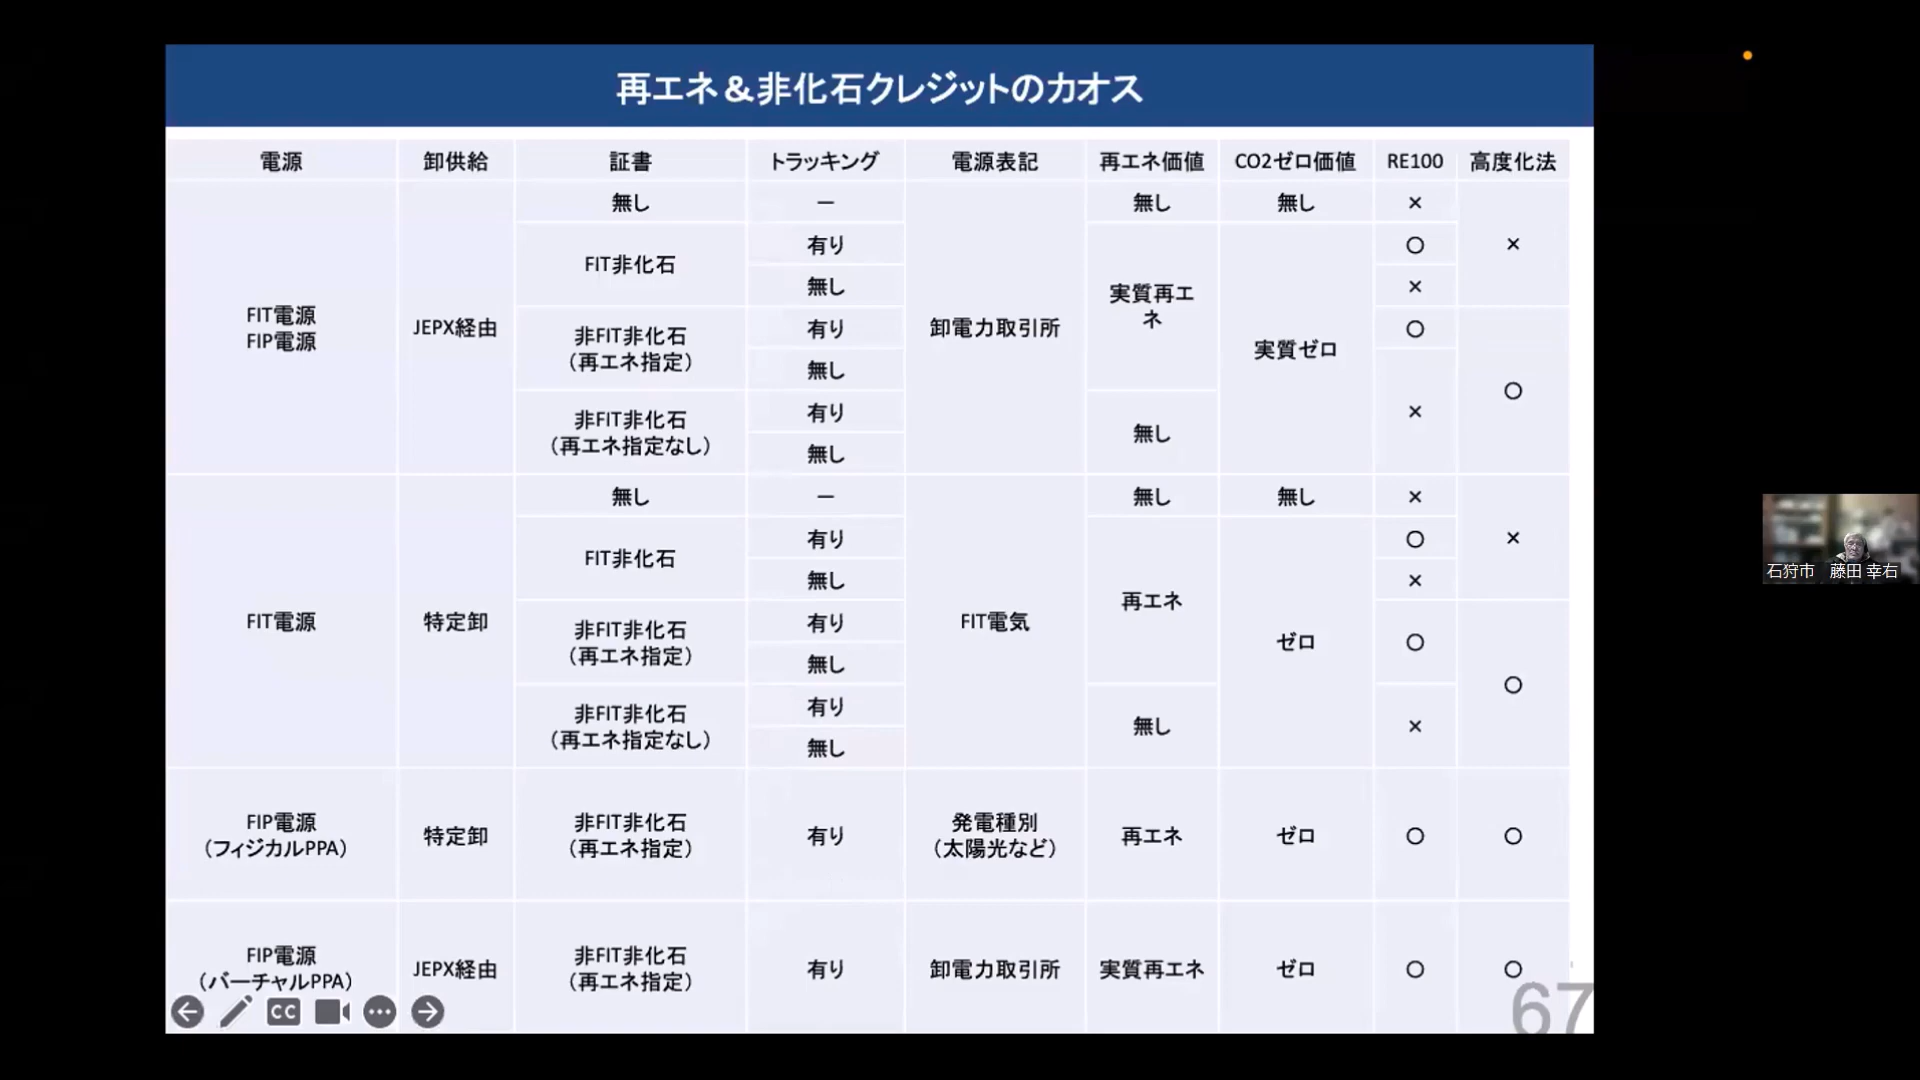 再エネ＆非化石クレジットのカオス
電源 卸供給 証書 トラッキング 電源表記 再エネ価値 CO2ゼロ価値 RE100 高度化法
FIT電源
FIP電源
JEPX経由
無し － 卸電力取引所 無し 無し × ×
FIT非化石 有り 実質再エ
ネ
実質ゼロ ○
無し ×
非FIT非化石
（再エネ指定）
有り ○ ○
無し ×
非FIT非化石
（再エネ指定なし）
有り 無し
無し
FIT電源 特定卸 無し － FIT電気 無し 無し × ×
FIT非化石 有り 再エネ ゼロ ○
無し ×
非FIT非化石
（再エネ指定）
有り ○ ○
無し
非FIT非化石
（再エネ指定なし）
有り 無し ×
無し
FIP電源
（フィジカルPPA）
特定卸
非FIT非化石
（再エネ指定）
有り
発電種別
（太陽光など）
再エネ ゼロ ○ ○
FIP電源
（バーチャルPPA）
JEPX経由
非FIT非化石
（再エネ指定）
有り 卸電力取引所 実質再エネ ゼロ ○ ○
CC
67
石狩市 藤田 幸右